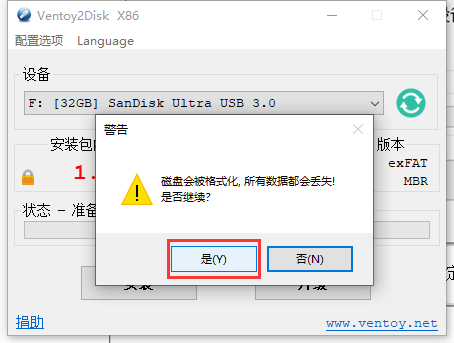 Ventoy2Disk X86
配置选项 Language
设备
F: [32GB] SanDisk Ultra USB 3.0
安装包
版本
警告
磁盘会被格式化, 所有数据都会丢失!
是否继续?
1.
exFAT
MBR
状态 - 准备
是(Y)
否(N)
安装
升级
捐助
www.ventoy.net